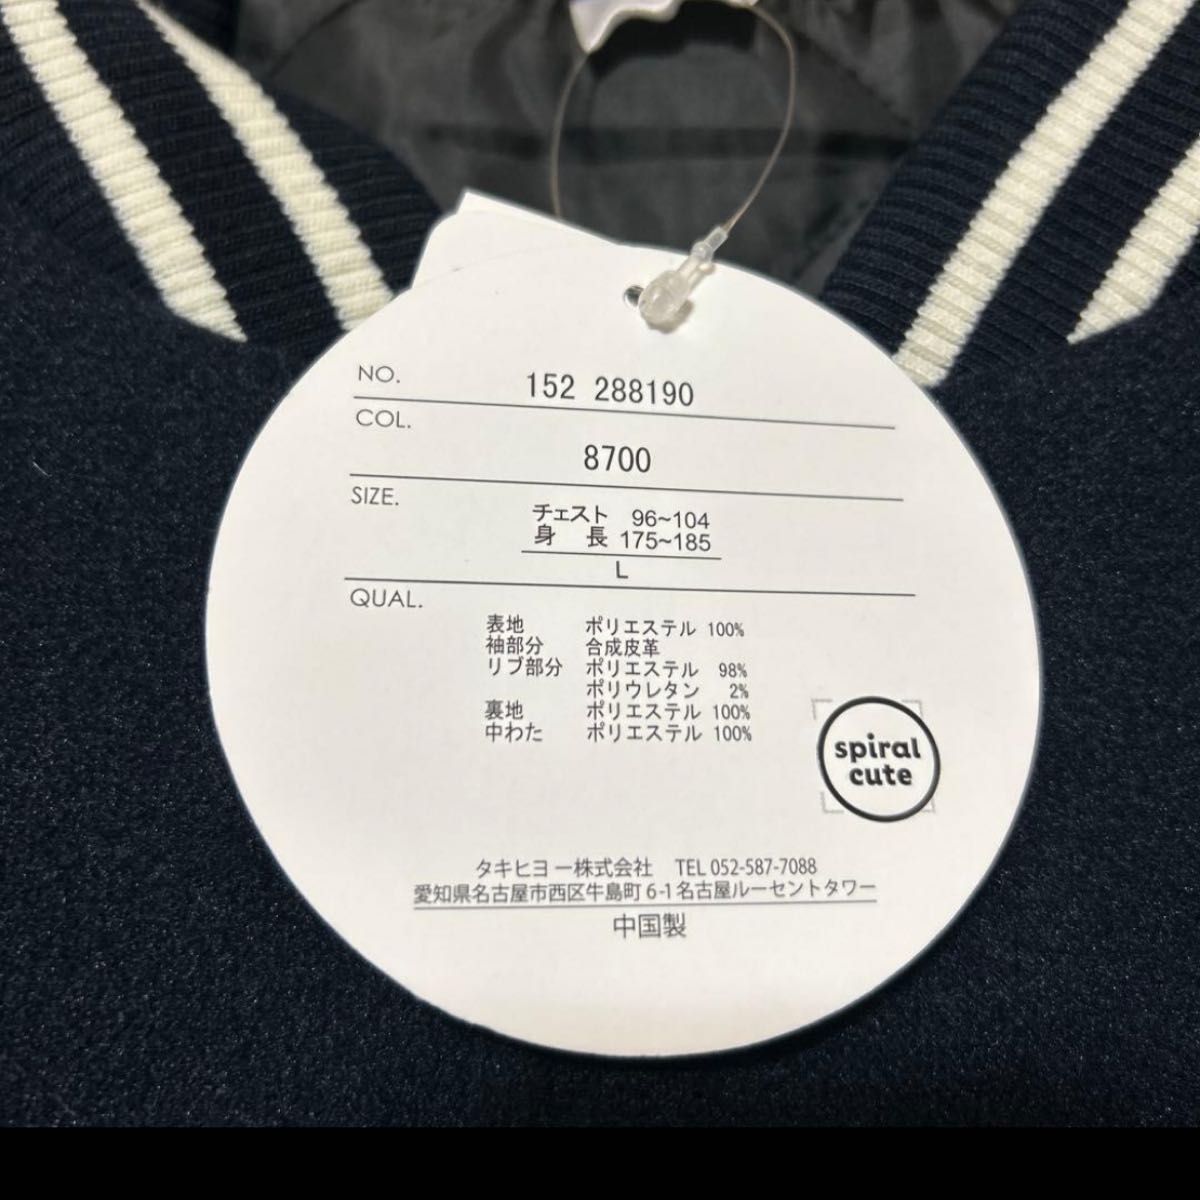 NO.
152 288190
COL.
8700
SIZE.
チェスト 96~104
身 長 175~185
L
QUAL.
表地 ポリエステル 100%
袖部分 合成皮革
リブ部分 ポリエステル 98%
ポリウレタン 2%
裏地 ポリエステル 100%
中わた ポリエステル 100%
spiral
cute
タキヒヨー株式会社 TEL 052-587-7088
愛知県名古屋市西区牛島町 6-1 名古屋ルーセントタワー
中国製